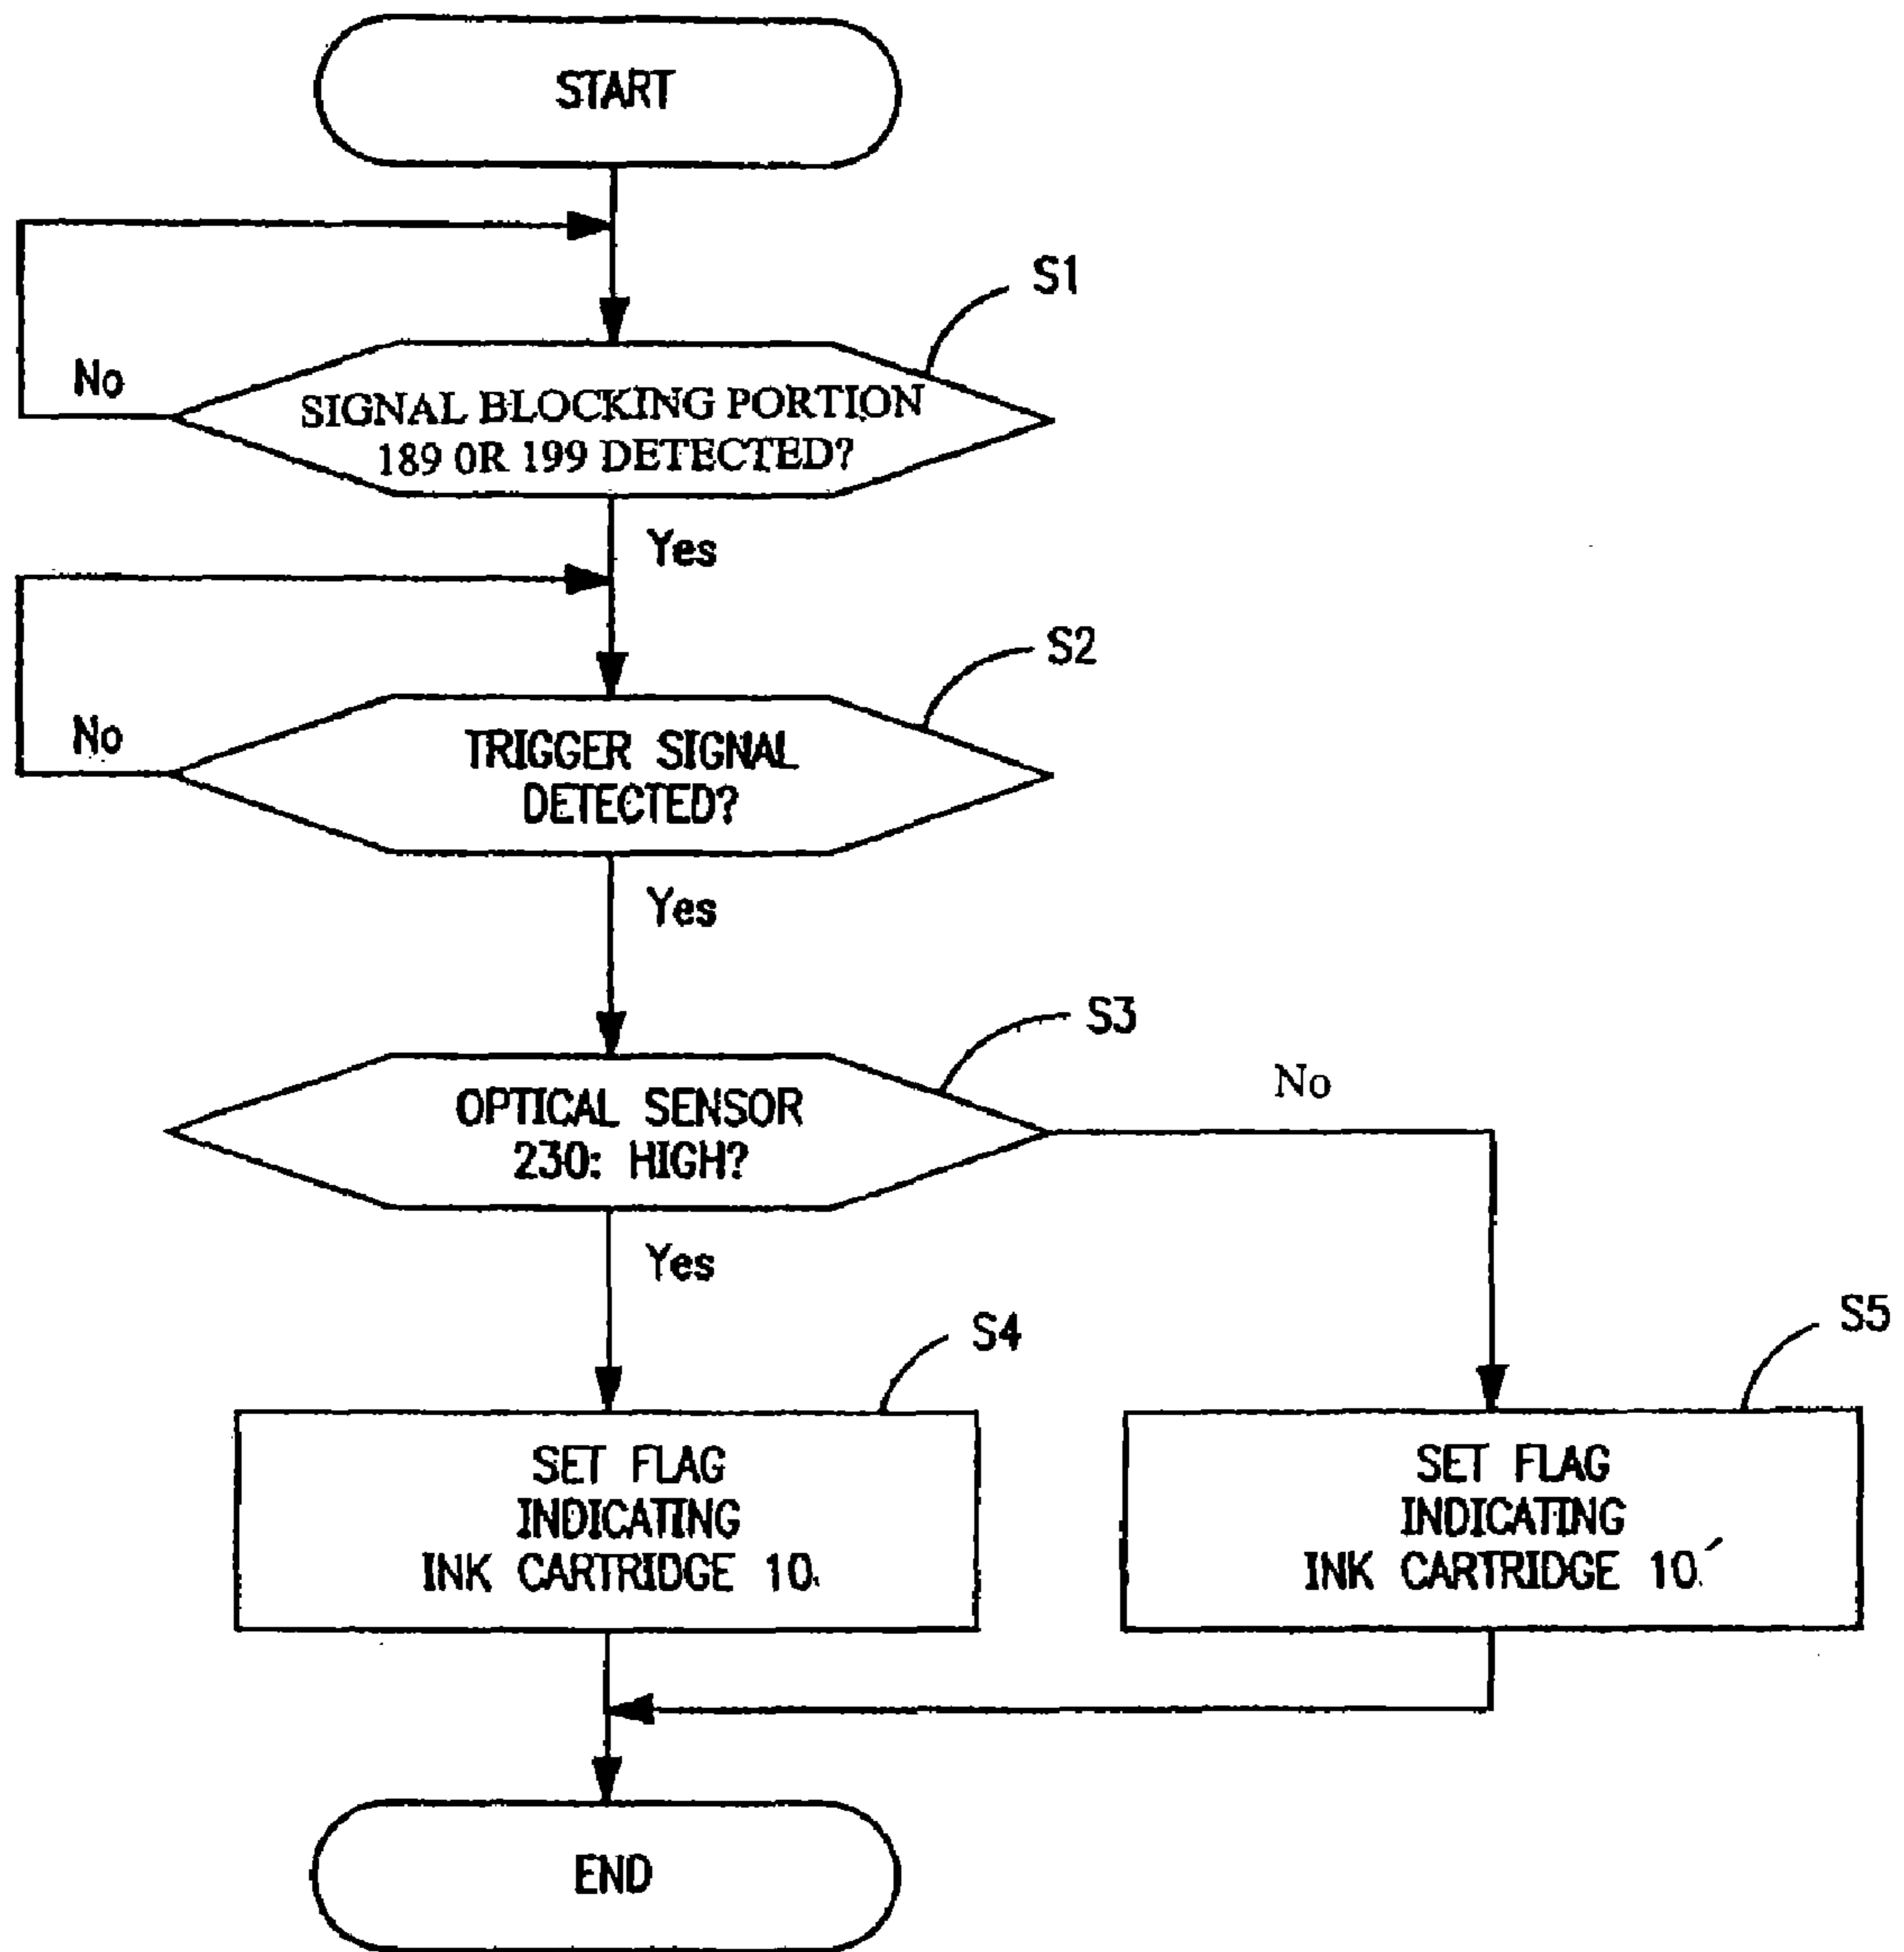 START
S1
No
SIGNAL BLOCKING PORTION
189 OR 199 DETECTED?
Yes
S2
No
TRIGGER SIGNAL
DETECTED?
Yes
S3
No
OPTICAL SENSOR
230: HIGH?
Yes
S4
S5
SET FLAG
INDICATING
INK CARTRIDGE 10
SET FLAG
INDICATING
INK CARTRIDGE 10´
END